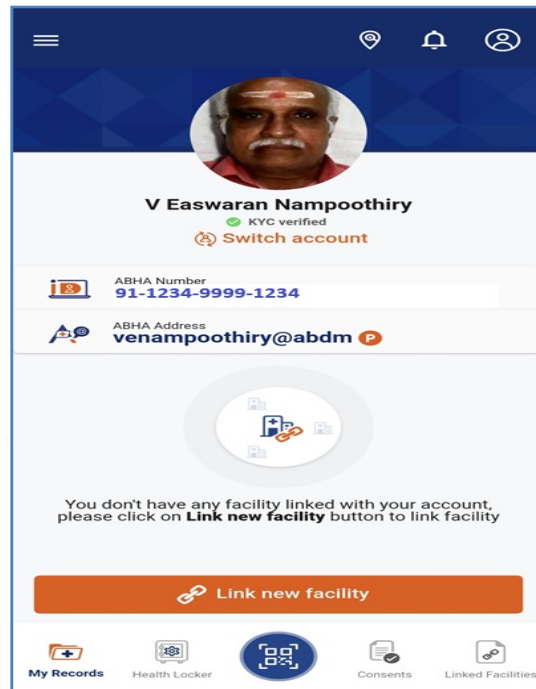 V Easwaran Nampoothiry
KYC verified
Switch account
ABHA Number
91-1234-9999-1234
ABHA Address
venampoothiry@abdm P
You don't have any facility linked with your account,
please click on Link new facility button to link facility
Link new facility
My Records Health Locker Consents Linked Facilities